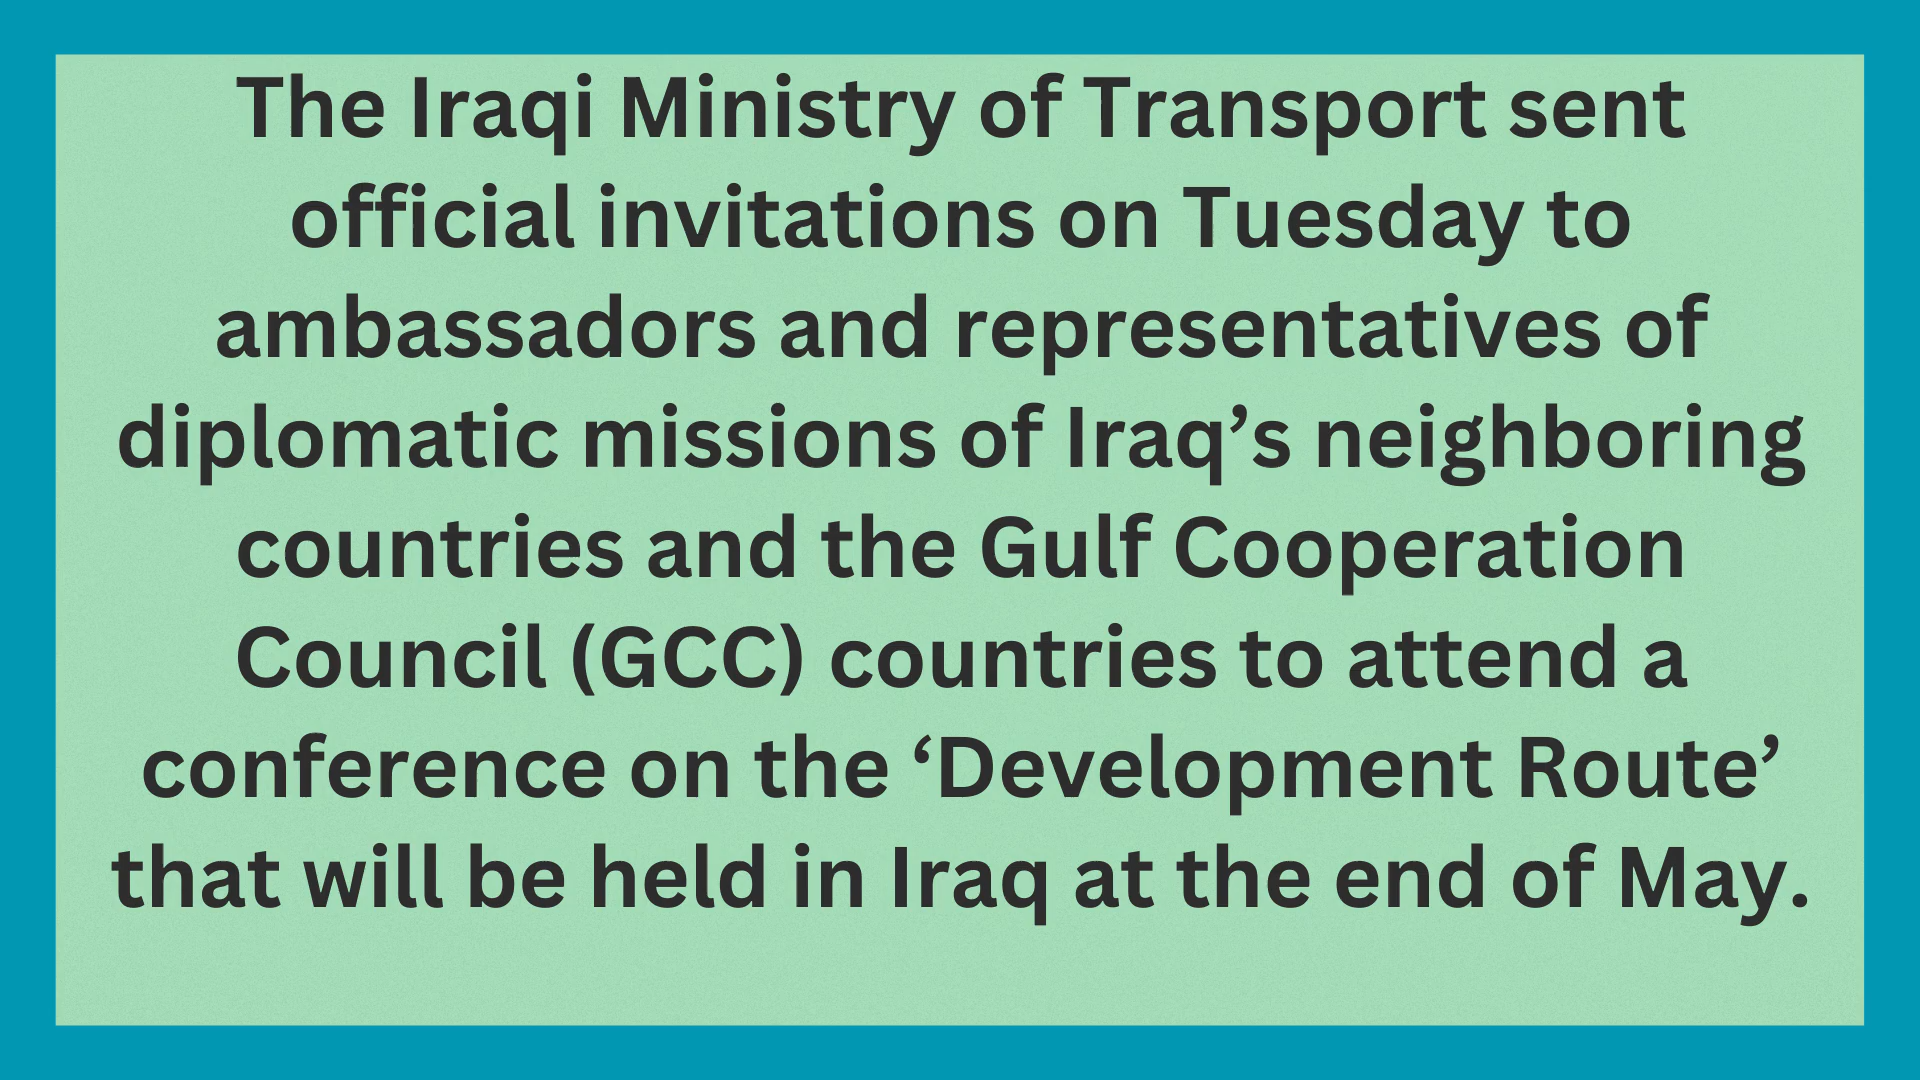 The Iraqi Ministry of Transport sent
official invitations on Tuesday to
ambassadors and representatives of
diplomatic missions of Iraq’s neighboring
countries and the Gulf Cooperation
Council (GCC) countries to attend a
conference on the ‘Development Route’
that will be held in Iraq at the end of May.